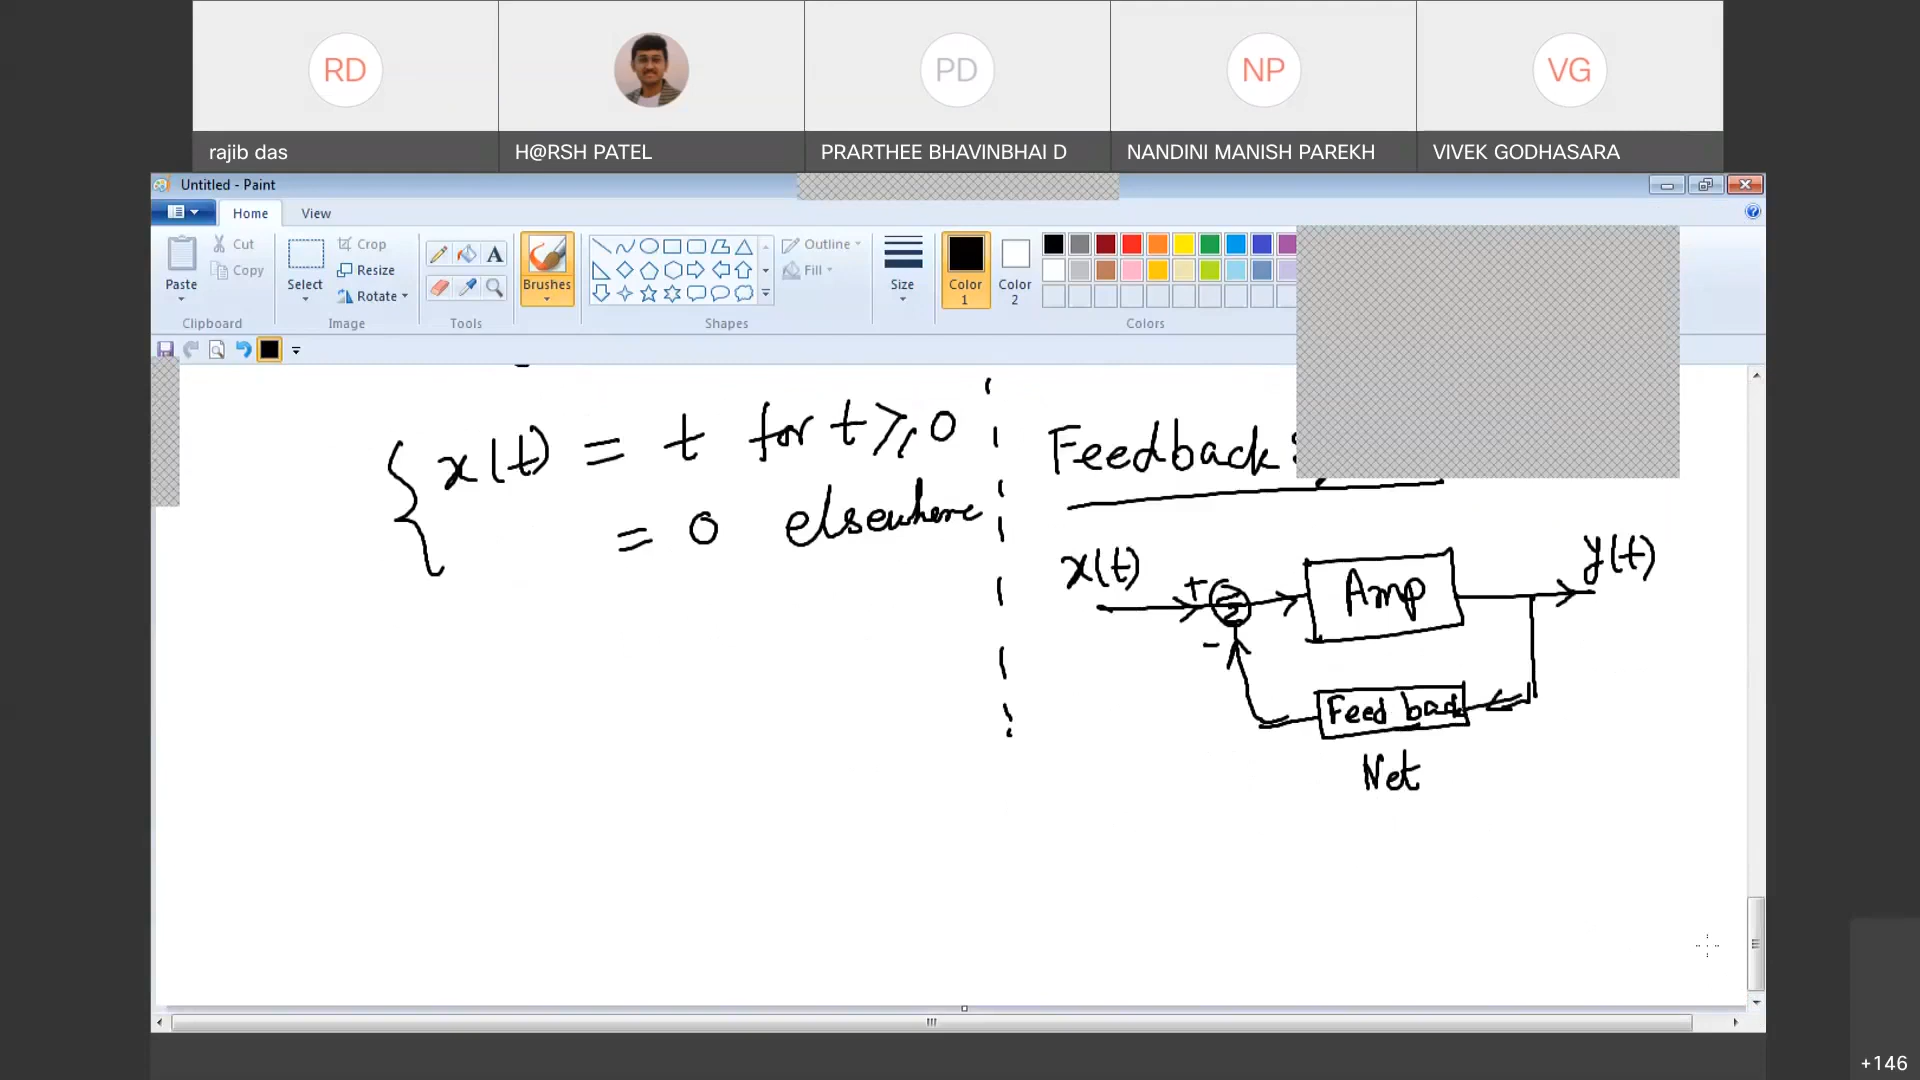 RD
PD
NP
VG
rajib das
H@RSH PATEL
PRARTHEE BHAVINBHAI D
NANDINI MANISH PAREKH
VIVEK GODHASARA
Untitled - Paint
Home
View
Cut
Copy
Paste
Clipboard
Crop
Resize
Rotate
Select
Image
A
Tools
Brushes
Outline
Fill
Shapes
Size
Color 1
Color 2
Colors
{ x(t) = t for t ≥ 0
= 0 elsewhere
Feedback
x(t)
+
Σ
-
Amp
y(t)
Feed back
Net
+146